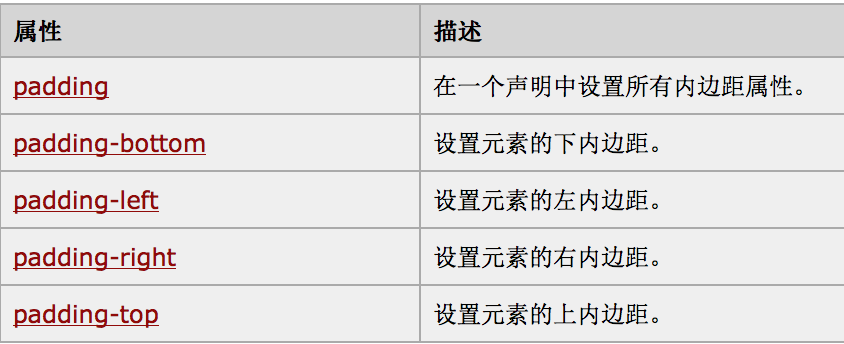 属性 描述
padding 在一个声明中设置所有内边距属性。
padding-bottom 设置元素的下内边距。
padding-left 设置元素的左内边距。
padding-right 设置元素的右内边距。
padding-top 设置元素的上内边距。